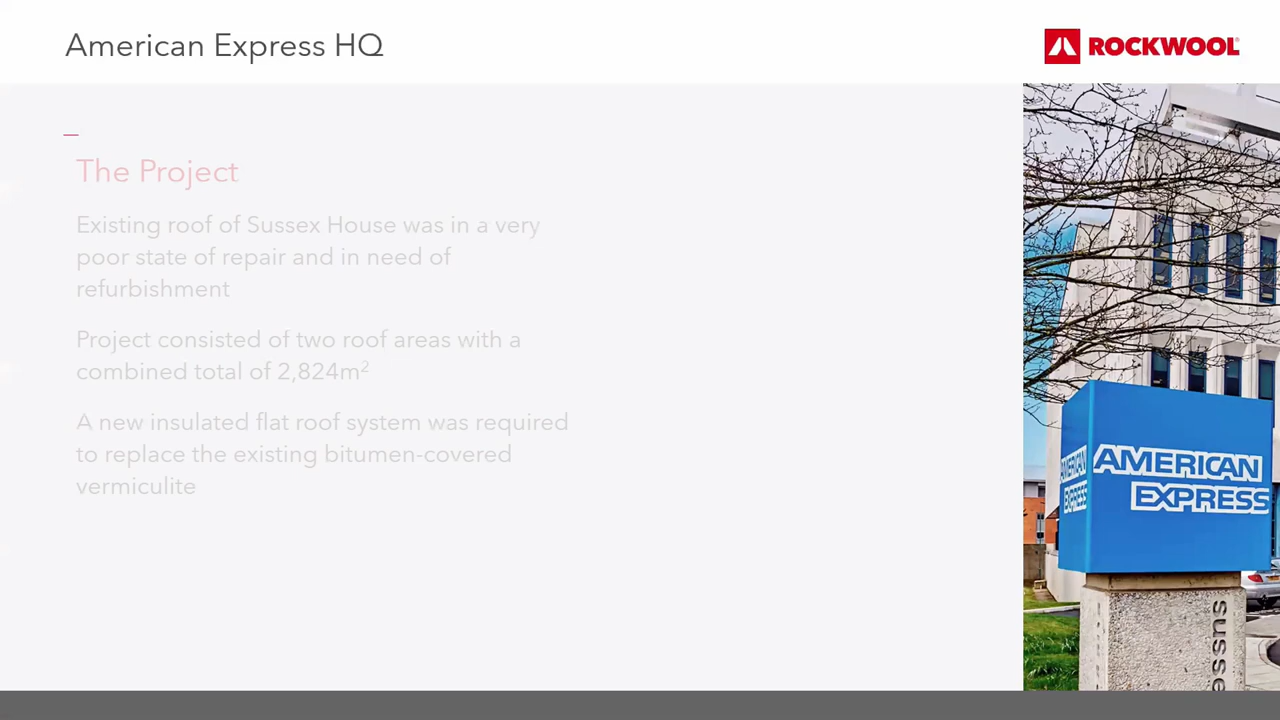 American Express HQ
ROCKWOOL
The Project
Existing roof of Sussex House was in a very
poor state of repair and in need of
refurbishment
Project consisted of two roof areas with a
combined total of 2,824m²
A new insulated flat roof system was required
to replace the existing bitumen-covered
vermiculite
AMERICAN
EXPRESS
AMERICAN
EXPRESS